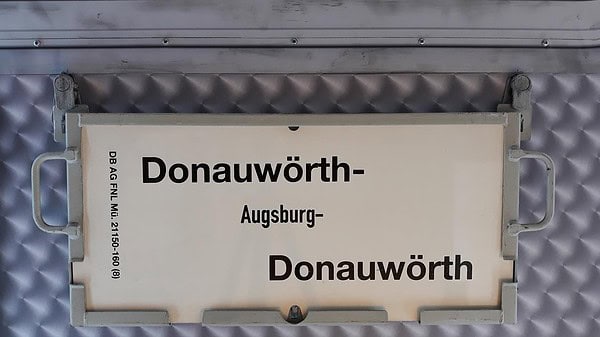 Donauwörth-
Augsburg-
Donauwörth
DB AG FNL Mü. 21150-160 (8)